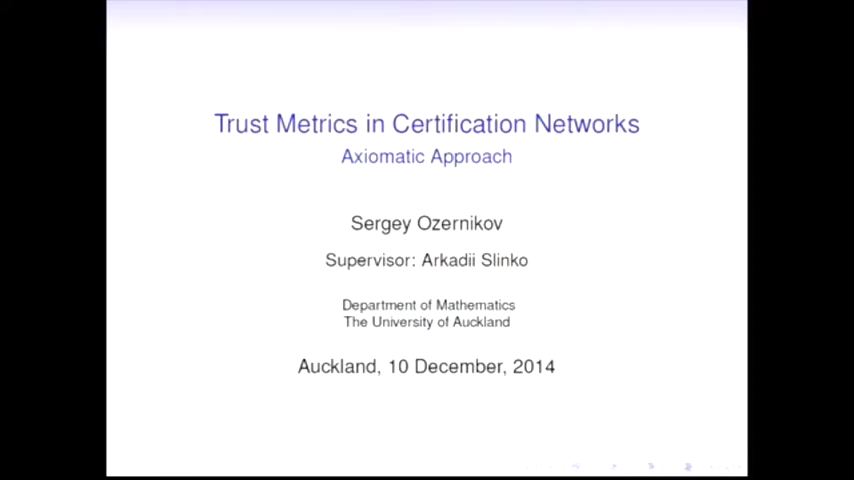 Trust Metrics in Certification Networks
Axiomatic Approach
Sergey Ozernikov
Supervisor: Arkadii Slinko
Department of Mathematics
The University of Auckland
Auckland, 10 December, 2014